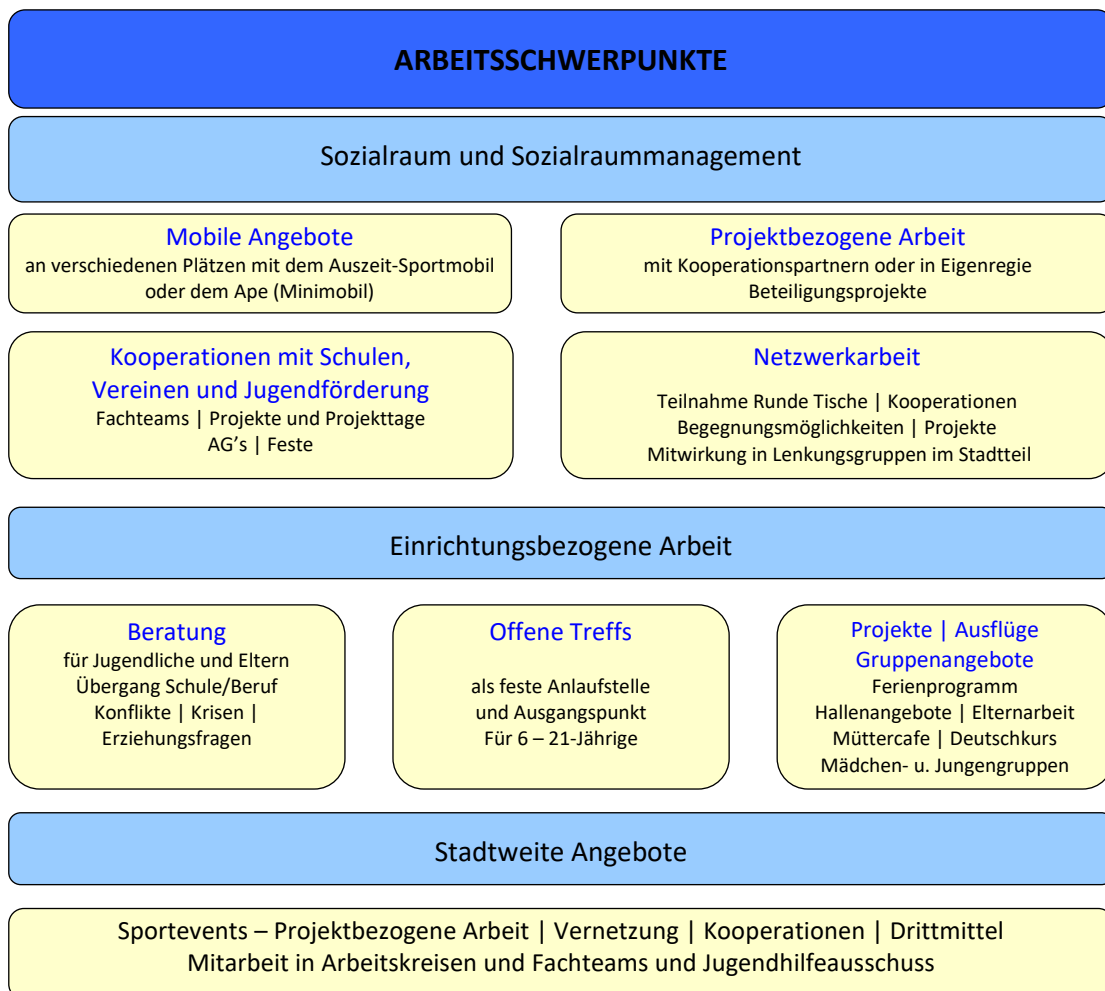 ARBEITSSCHWERPUNKTE
Sozialraum und Sozialraummanagement
Mobile Angebote
an verschiedenen Plätzen mit dem Auszeit-Sportmobil
oder dem Ape (Minimobil)
Projektbezogene Arbeit
mit Kooperationspartnern oder in Eigenregie
Beteiligungsprojekte
Kooperationen mit Schulen,
Vereinen und Jugendförderung
Fachteams | Projekte und Projekttage
AG’s | Feste
Netzwerkarbeit
Teilnahme Runde Tische | Kooperationen
Begegnungsmöglichkeiten | Projekte
Mitwirkung in Lenkungsgruppen im Stadtteil
Einrichtungsbezogene Arbeit
Beratung
für Jugendliche und Eltern
Übergang Schule/Beruf
Konflikte | Krisen |
Erziehungsfragen
Offene Treffs
als feste Anlaufstelle
und Ausgangspunkt
Für 6 – 21-Jährige
Projekte | Ausflüge
Gruppenangebote
Ferienprogramm
Hallenangebote | Elternarbeit
Müttercafe | Deutschkurs
Mädchen- u. Jungengruppen
Stadtweite Angebote
Sportevents – Projektbezogene Arbeit | Vernetzung | Kooperationen | Drittmittel
Mitarbeit in Arbeitskreisen und Fachteams und Jugendhilfeausschuss